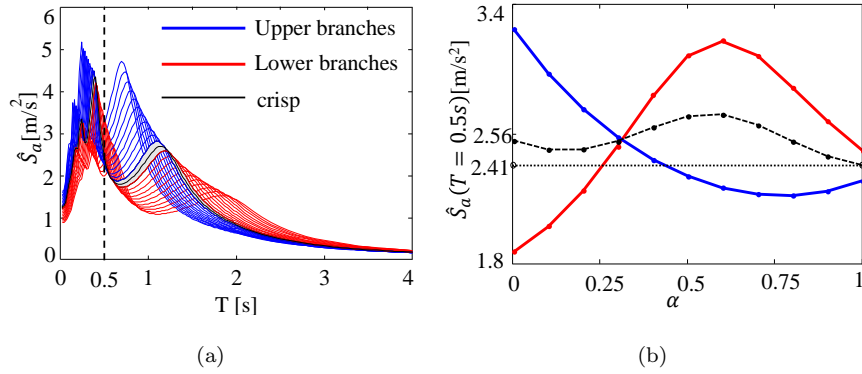 6
5
4
3
2
1
0
Ŝa[m/s²]
Upper branches
Lower branches
crisp
0 0.5 1 2 3 4
T [s]
(a)
3.4
2.56
2.41
1.8
Ŝa(T = 0.5s)[m/s²]
0 0.25 0.5 0.75 1
α
(b)